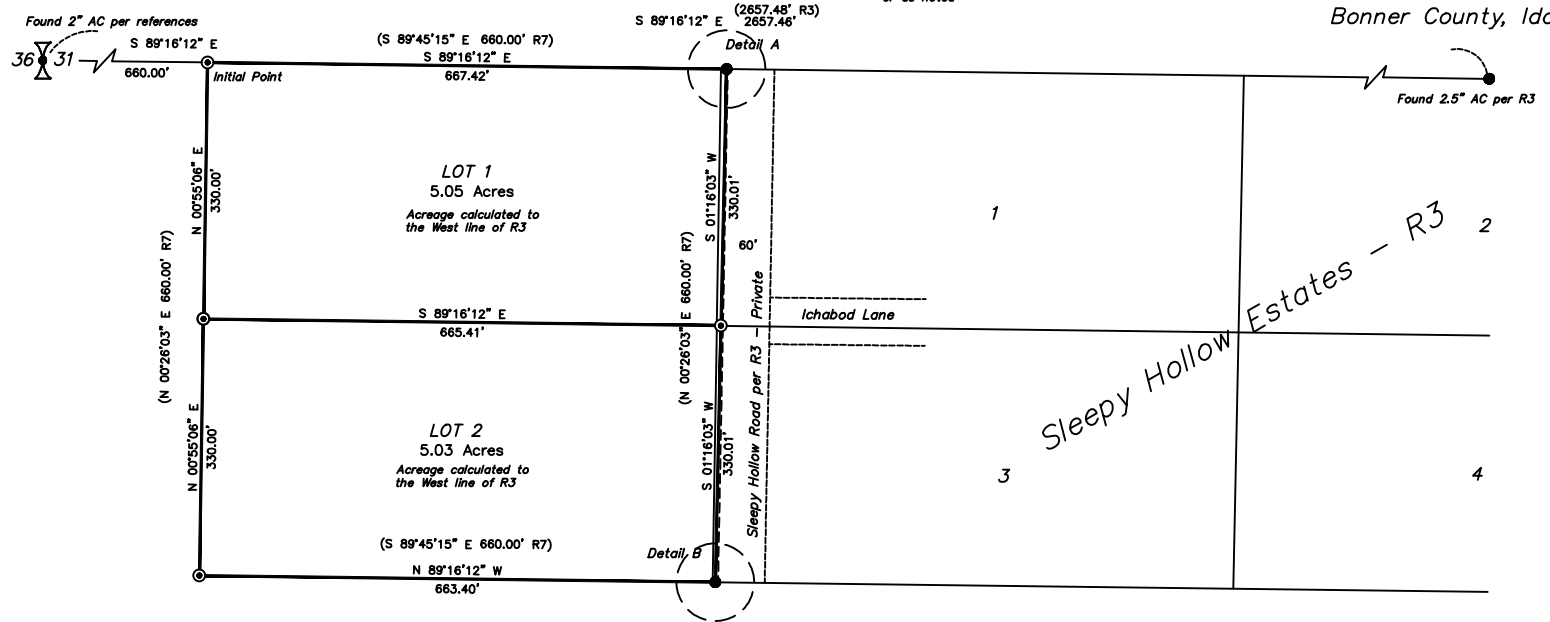 Found 2" AC per references
36
31
S 89°16'12" E
660.00'
Initial Point
(S 89°45'15" E 660.00' R7)
S 89°16'12" E
667.42'
(2657.48' R3)
S 89°16'12" E 2657.46'
Detail A
Bonner County,
Found 2.5" AC per R3
N 00°55'06" E
330.00'
LOT 1
5.05 Acres
Acreage calculated to
the West line of R3
S 01°16'03" W
330.01'
60'
(N 00°26'03" E 660.00' R7)
(N 00°26'03" E 660.00' R7)
1
2
Sleepy Hollow Estates - R3
Ichabod Lane
Sleepy Hollow Road per R3 - Private
S 89°16'12" E
665.41'
N 00°55'06" E
330.00'
LOT 2
5.03 Acres
Acreage calculated to
the West line of R3
S 01°16'03" W
330.01'
3
4
(S 89°45'15" E 660.00' R7)
Detail B
N 89°16'12" W
663.40'